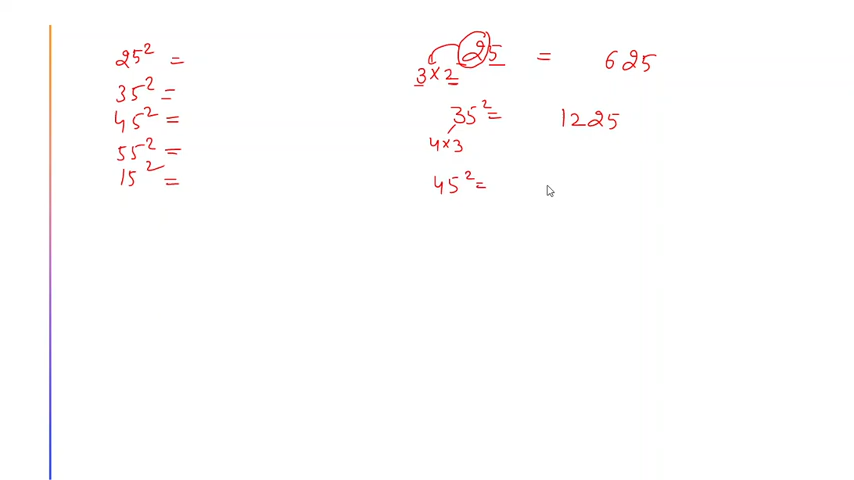 25² =
35² =
45² =
55² =
15² =
25 = 625
3 × 2
35² = 1225
4 × 3
45² =